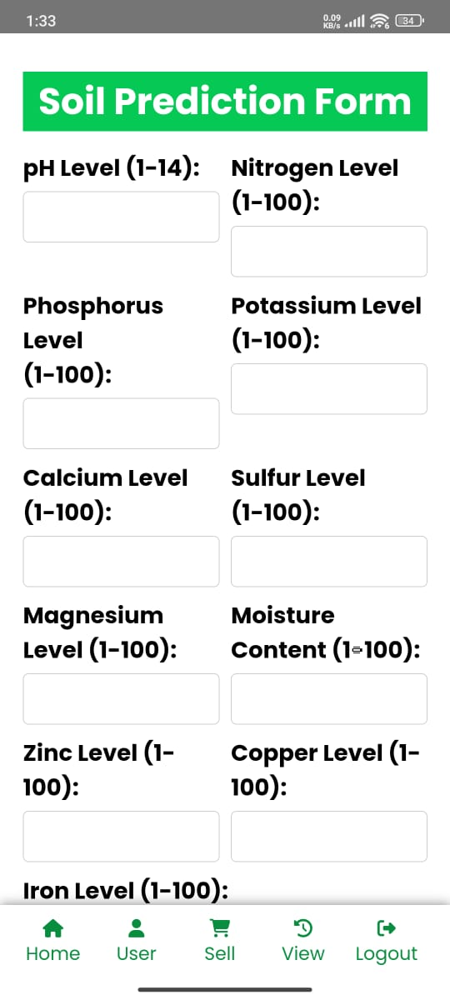 1:33
0.09 KB/s
6
34
Soil Prediction Form
pH Level (1-14):
Nitrogen Level
(1-100):
Phosphorus
Level
(1-100):
Potassium Level
(1-100):
Calcium Level
(1-100):
Sulfur Level
(1-100):
Magnesium
Level (1-100):
Moisture
Content (1-100):
Zinc Level (1-
100):
Copper Level (1-
100):
Iron Level (1-100):
Home
User
Sell
View
Logout